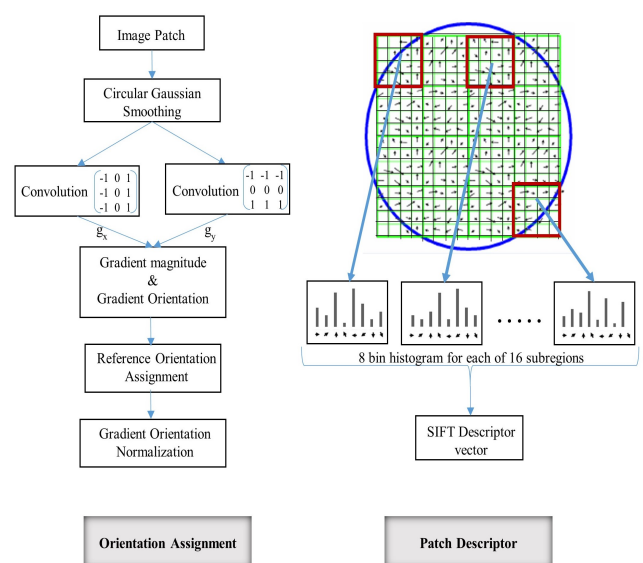 Image Patch
Circular Gaussian
Smoothing
Convolution
-1 0 1
-1 0 1
-1 0 1
Convolution
-1 -1 -1
0 0 0
1 1 1
gx
gy
Gradient magnitude
&
Gradient Orientation
Reference Orientation
Assignment
Gradient Orientation
Normalization
Orientation Assignment
8 bin histogram for each of 16 subregions
SIFT Descriptor
vector
Patch Descriptor